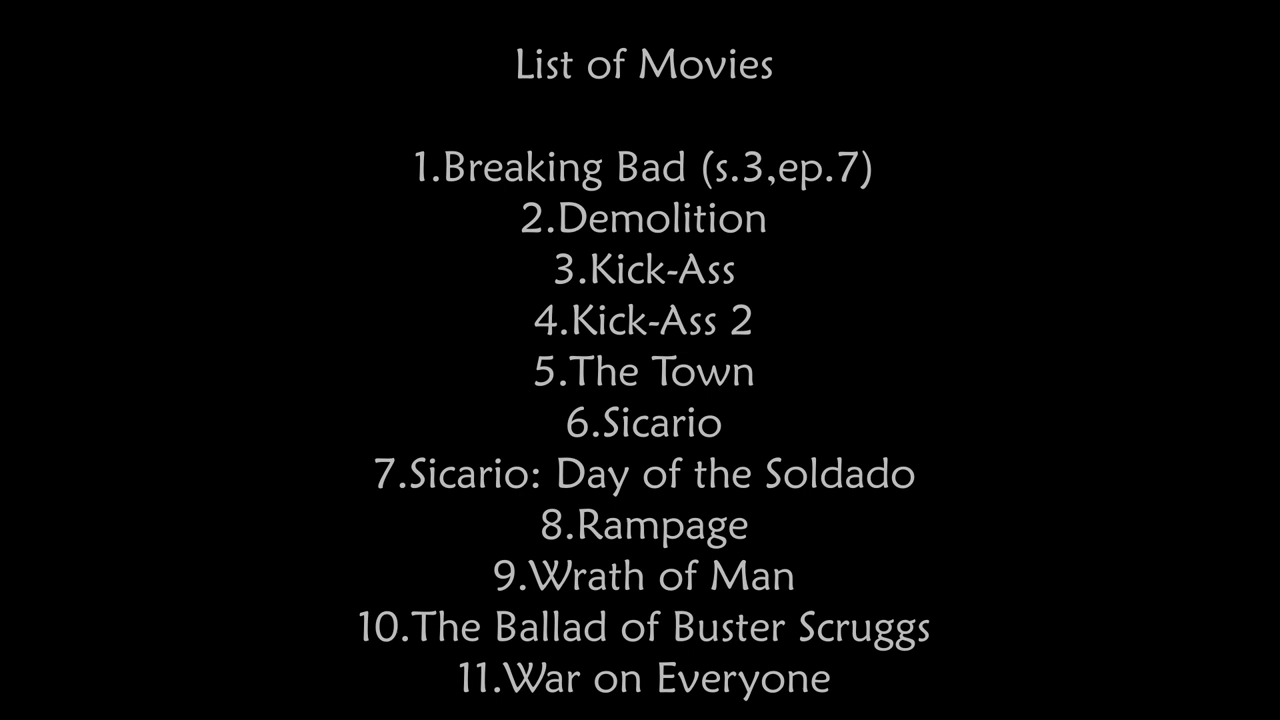 List of Movies
1.Breaking Bad (s.3,ep.7)
2.Demolition
3.Kick-Ass
4.Kick-Ass 2
5.The Town
6.Sicario
7.Sicario: Day of the Soldado
8.Rampage
9.Wrath of Man
10.The Ballad of Buster Scruggs
11.War on Everyone